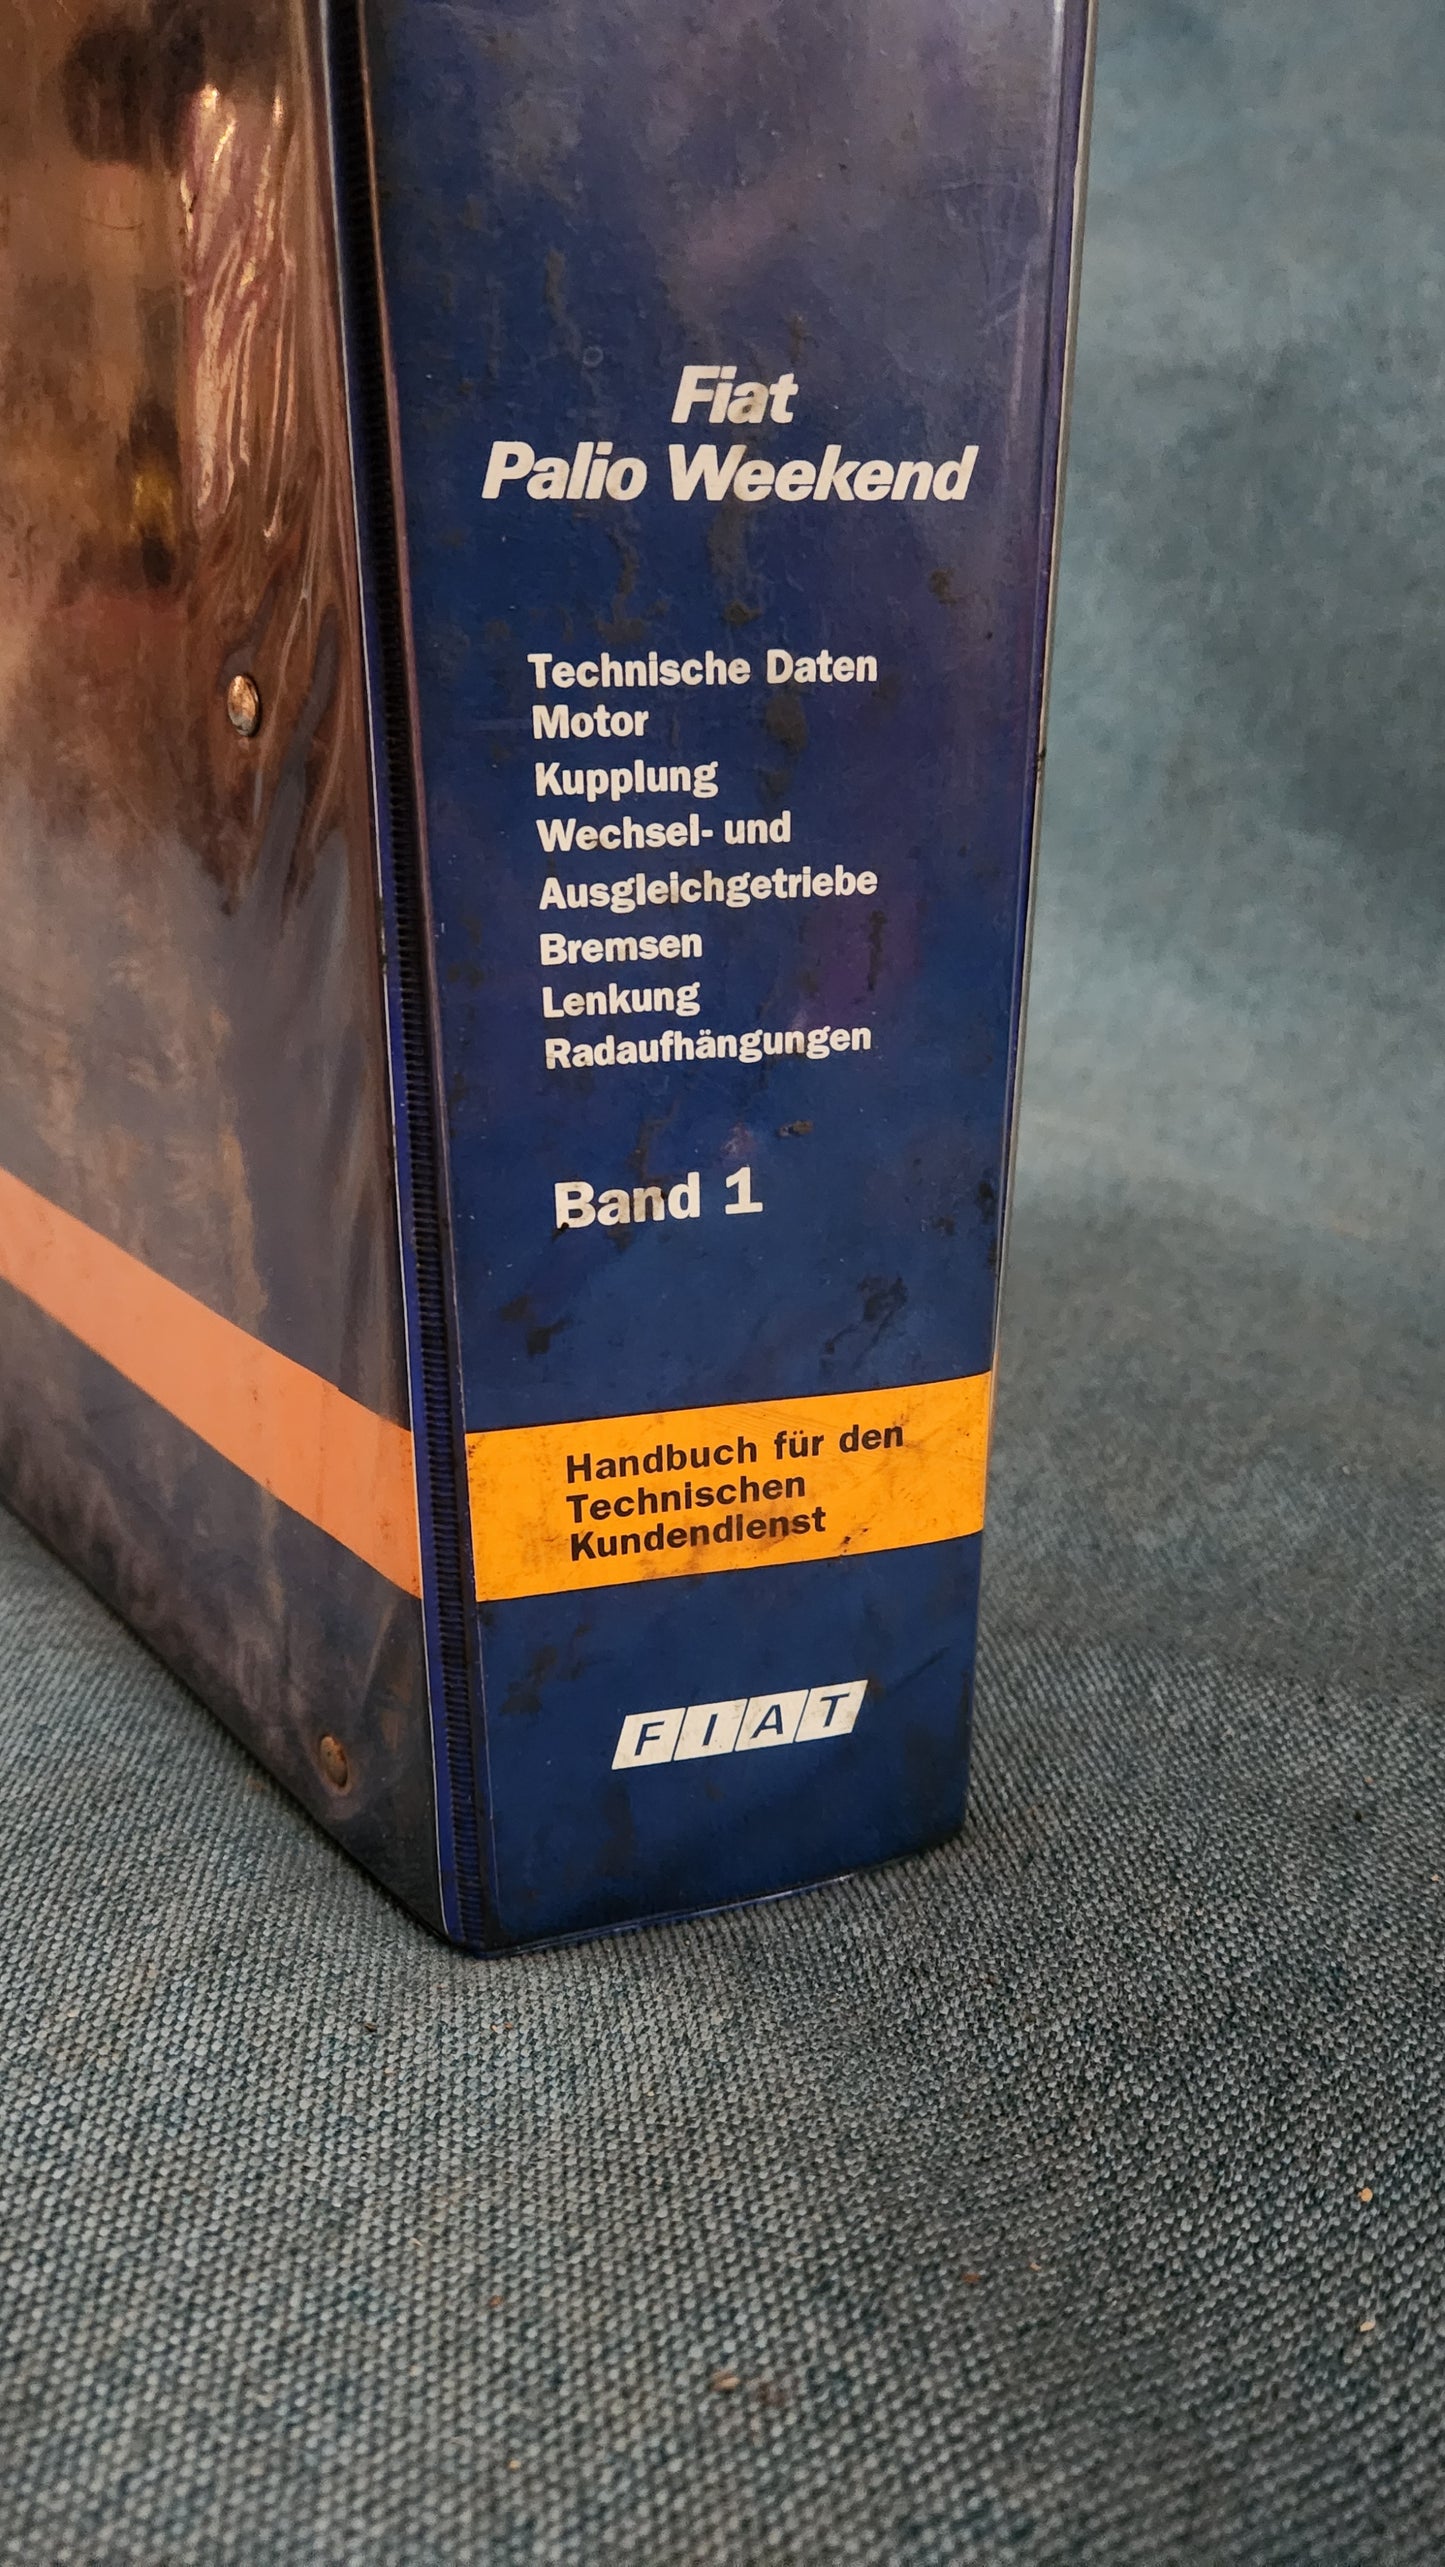 Fiat
Palio Weekend
Technische Daten
Motor
Kupplung
Wechsel- und
Ausgleichgetriebe
Bremsen
Lenkung
Radaufhängungen
Band 1
Handbuch für den
Technischen
Kundendlenst
FIAT